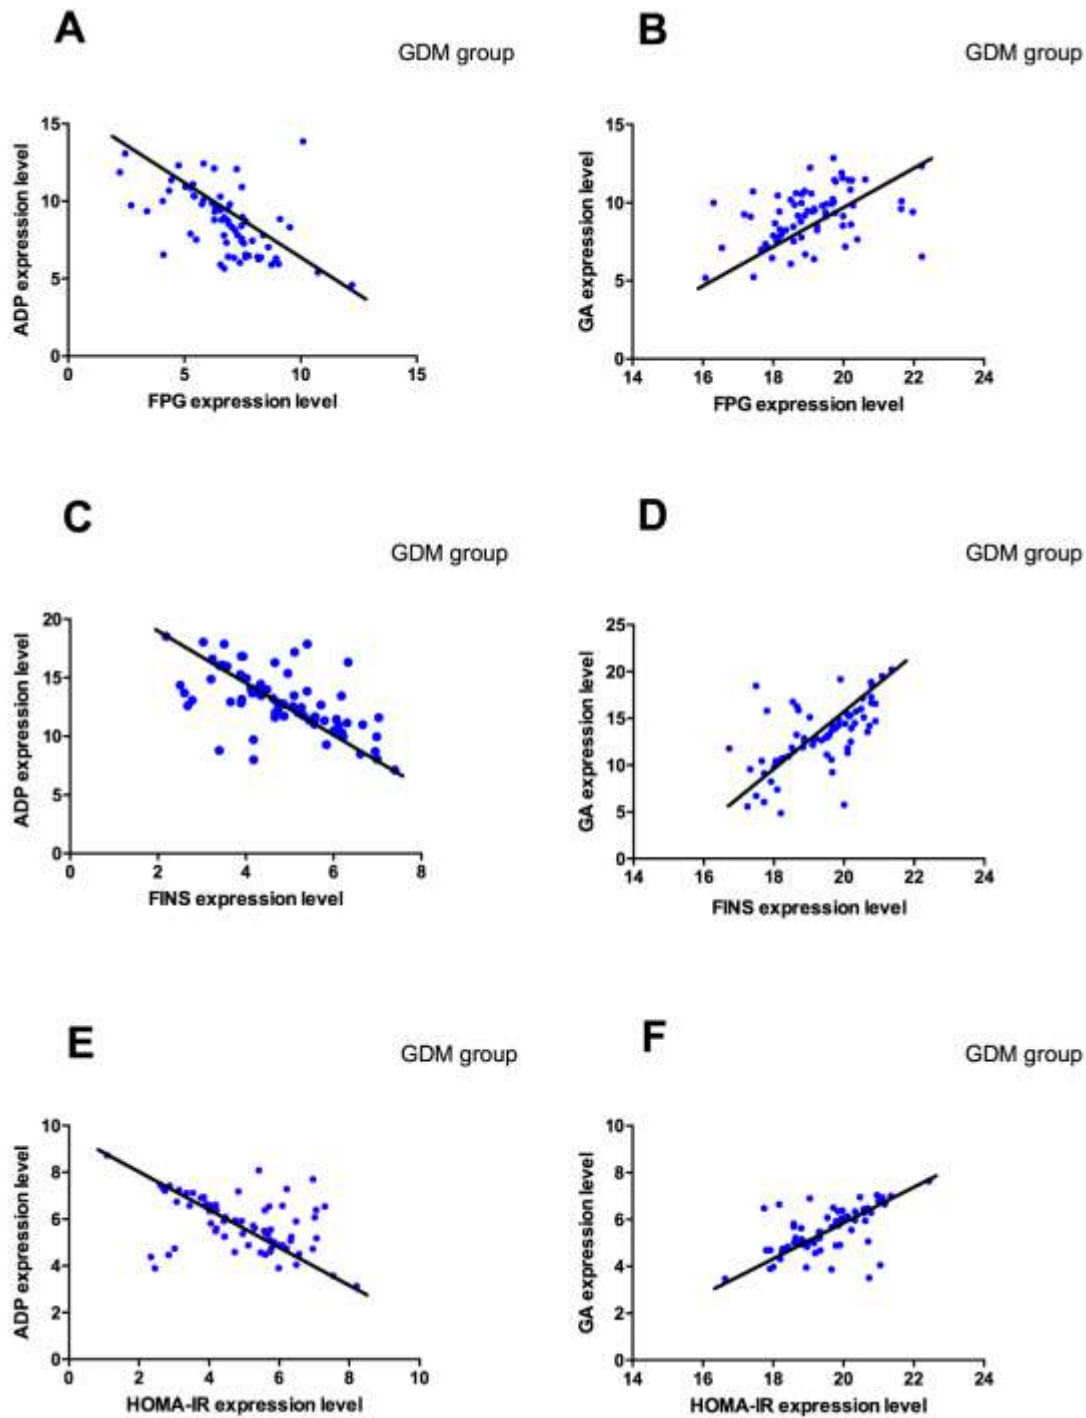 A
GDM group
ADP expression level
15
10
5
0
0 5 10 15
FPG expression level
B
GDM group
GA expression level
15
10
5
0
14 16 18 20 22 24
FPG expression level
C
GDM group
ADP expression level
20
15
10
5
0
0 2 4 6 8
FINS expression level
D
GDM group
GA expression level
25
20
15
10
5
0
14 16 18 20 22 24
FINS expression level
E
GDM group
ADP expression level
10
8
6
4
2
0
0 2 4 6 8 10
HOMA-IR expression level
F
GDM group
GA expression level
10
8
6
4
2
0
14 16 18 20 22 24
HOMA-IR expression level